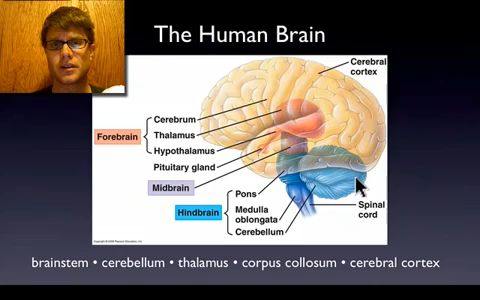 The Human Brain
Cerebral
cortex
Cerebrum
Thalamus
Forebrain
Hypothalamus
Pituitary gland
Midbrain
Pons
Hindbrain
Medulla
oblongata
Cerebellum
Spinal
cord
brainstem • cerebellum • thalamus • corpus collosum • cerebral cortex